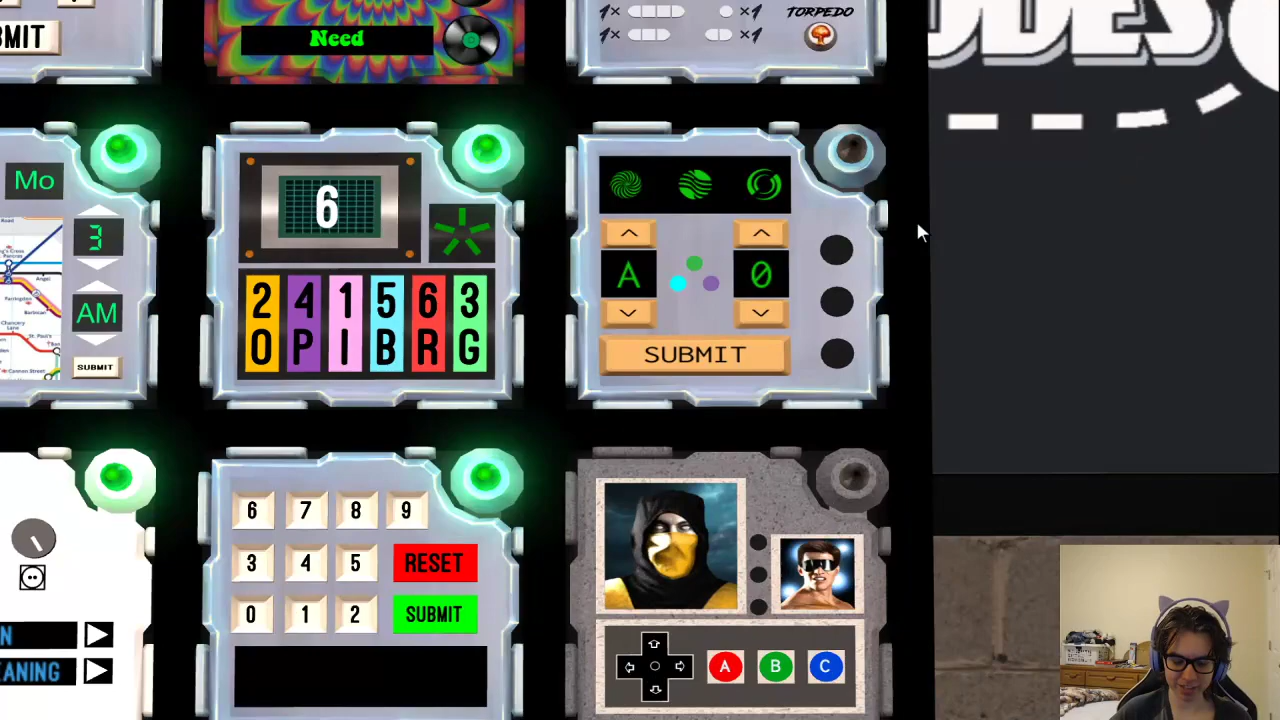 MIT
Need
1× ×1
1× ×1
TORPEDO
Mo
3
AM
SUBMIT
6
2 4 1 5 6 3
O P I B R G
A
0
SUBMIT
6 7 8 9
3 4 5 RESET
0 1 2 SUBMIT
N
EANING
A B C